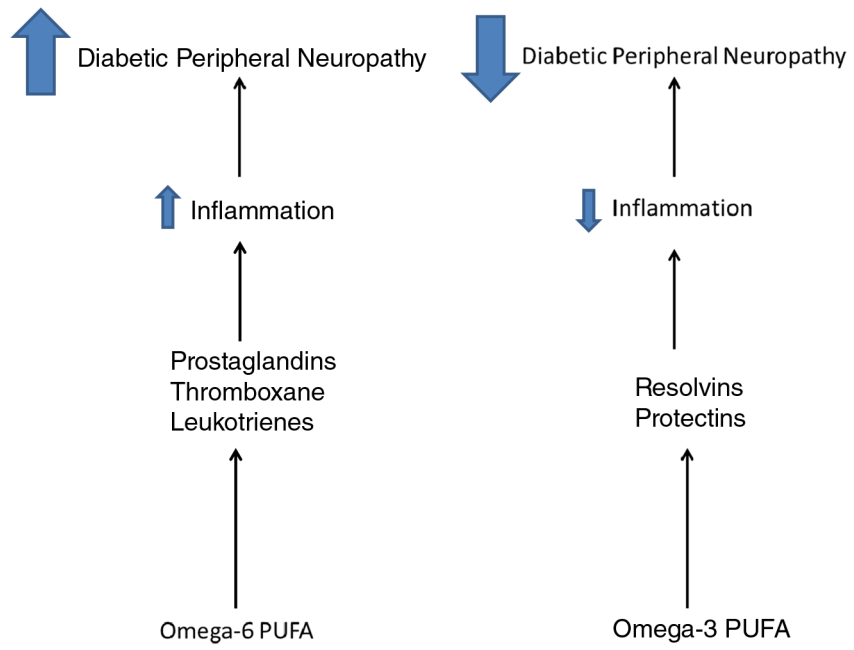 Diabetic Peripheral Neuropathy
Inflammation
Prostaglandins
Thromboxane
Leukotrienes
Omega-6 PUFA
Diabetic Peripheral Neuropathy
Inflammation
Resolvins
Protectins
Omega-3 PUFA